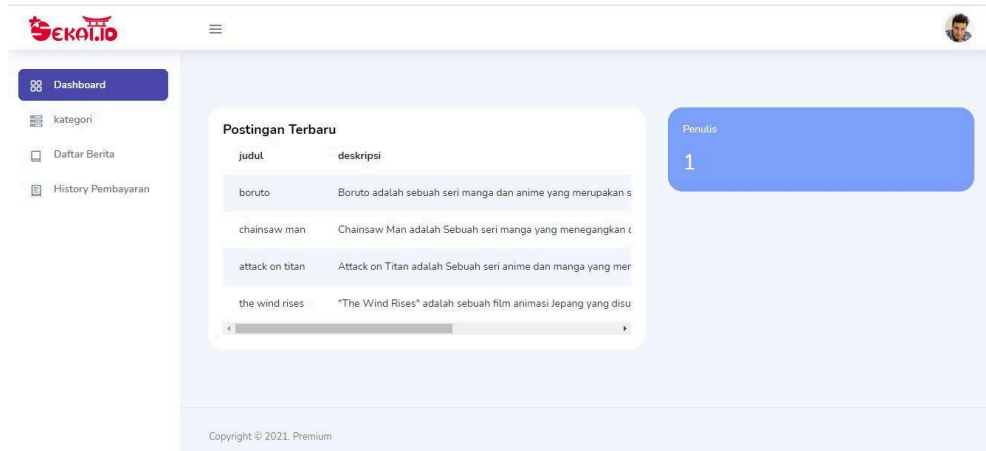 SEKAI.ID
Dashboard
kategori
Daftar Berita
History Pembayaran
Postingan Terbaru
judul deskripsi
boruto Boruto adalah sebuah seri manga dan anime yang merupakan s
chainsaw man Chainsaw Man adalah Sebuah seri manga yang menegangkan
attack on titan Attack on Titan adalah Sebuah seri anime dan manga yang
the wind rises "The Wind Rises" adalah sebuah film animasi Jepang yang disu
Penulis
1
Copyright © 2021. Premium